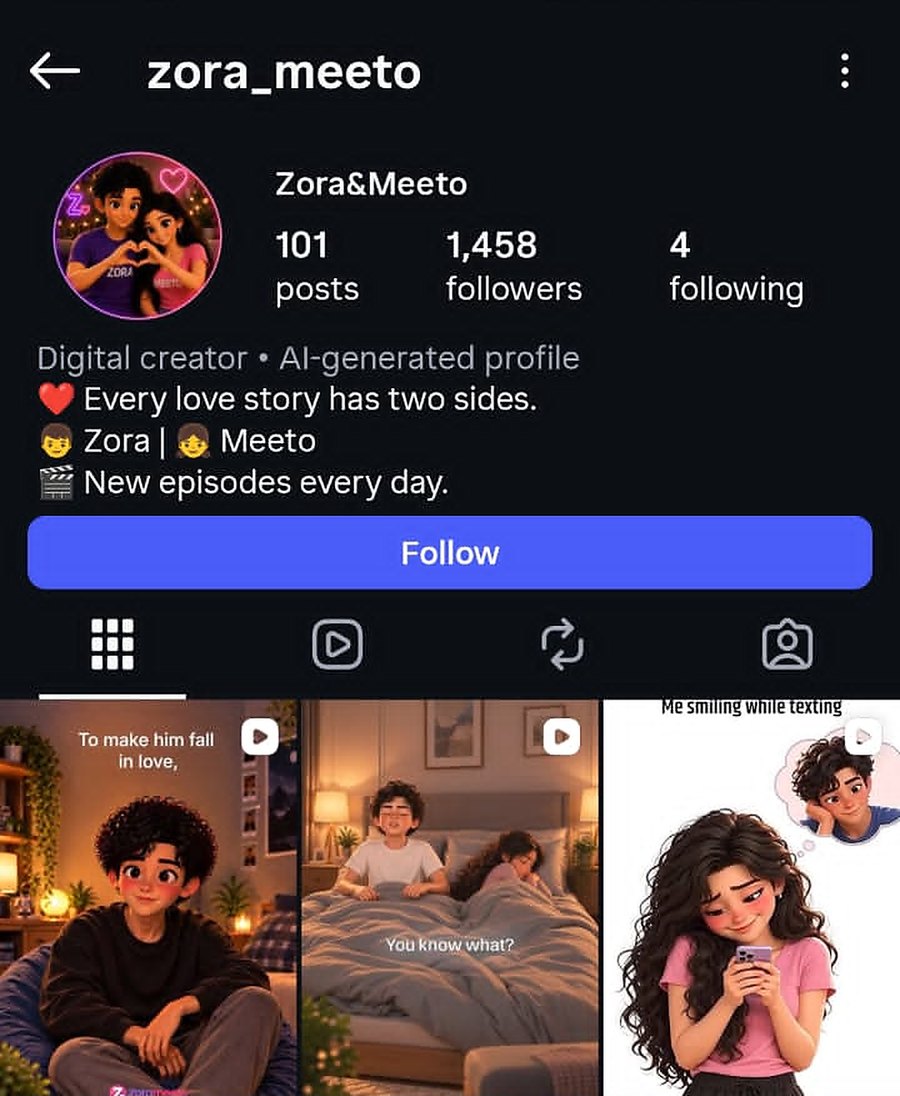 zora_meeto
Zora&Meeto
101
1,458
4
posts
followers
following
Digital creator • AI-generated profile
❤️ Every love story has two sides.
👦 Zora | 👧 Meeto
🎬 New episodes every day.
Follow
To make him fall
in love,
You know what?
Me smiling while texting
ZORA